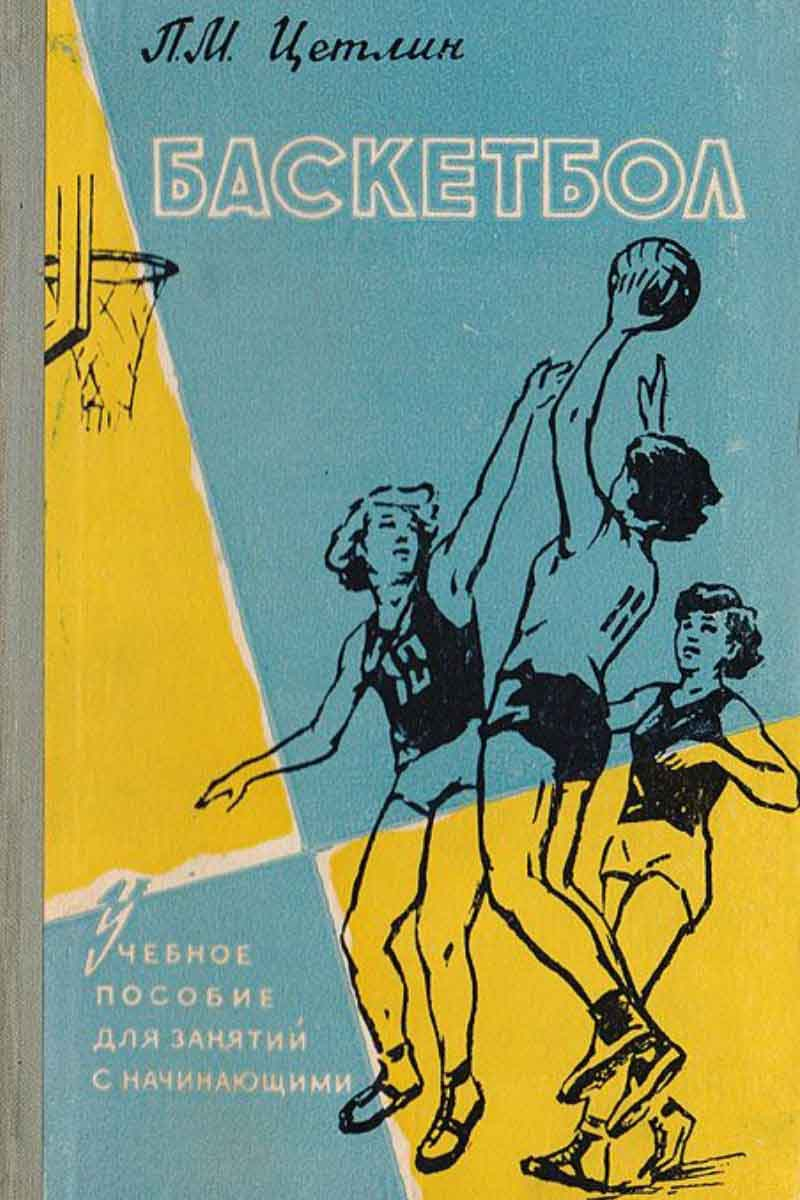 П.М. Цетлин
БАСКЕТБОЛ
УЧЕБНОЕ
ПОСОБИЕ
ДЛЯ ЗАНЯТИЙ
С НАЧИНАЮЩИМИ